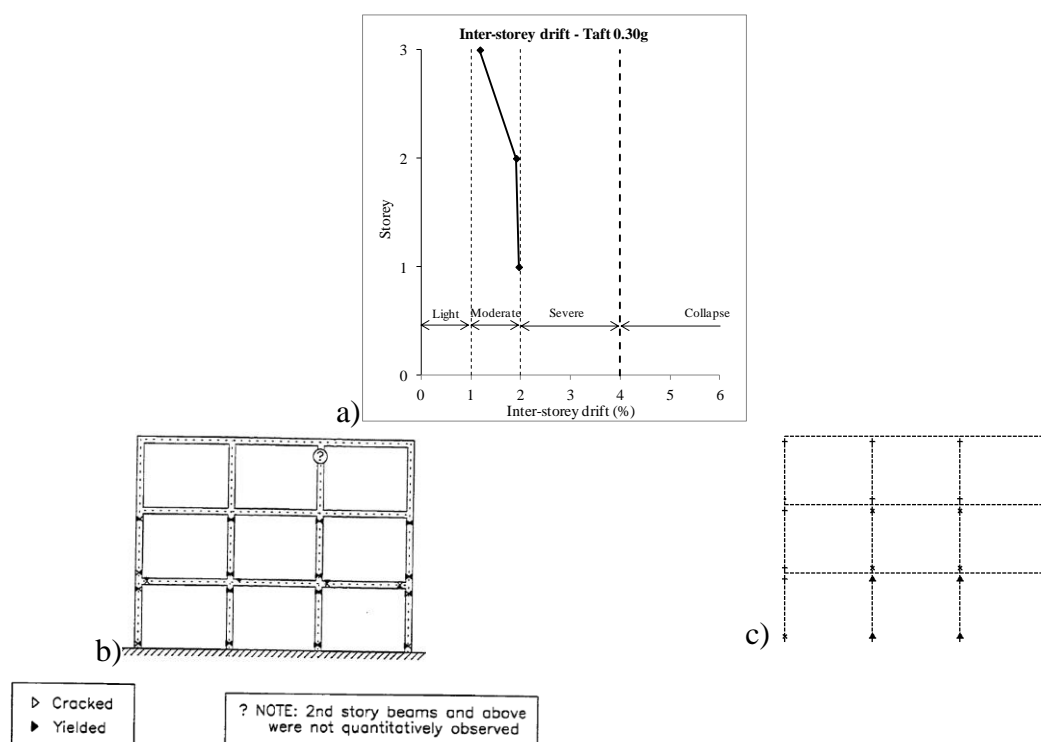 Inter-storey drift - Taft 0.30g
3
2
1
0
Storey
Light
Moderate
Severe
Collapse
0 1 2 3 4 5 6
Inter-storey drift (%)
a)
?
b)
c)
▷ Cracked
▶ Yielded
? NOTE: 2nd story beams and above
were not quantitatively observed